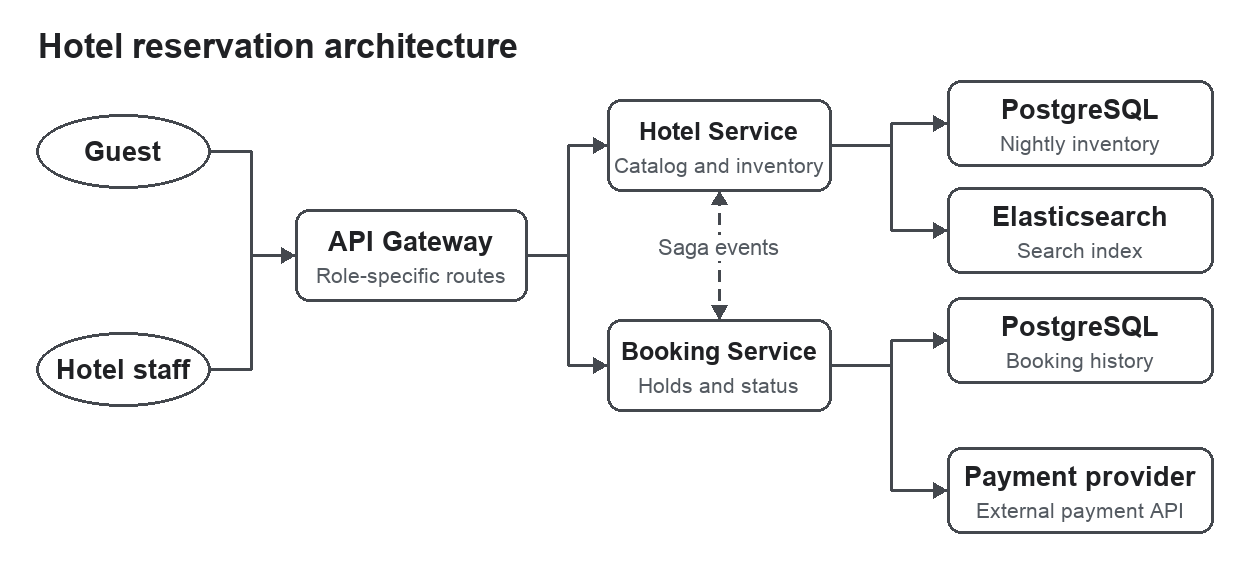 Hotel reservation architecture
Guest
Hotel staff
API Gateway
Role-specific routes
Hotel Service
Catalog and inventory
Saga events
Booking Service
Holds and status
PostgreSQL
Nightly inventory
Elasticsearch
Search index
PostgreSQL
Booking history
Payment provider
External payment API